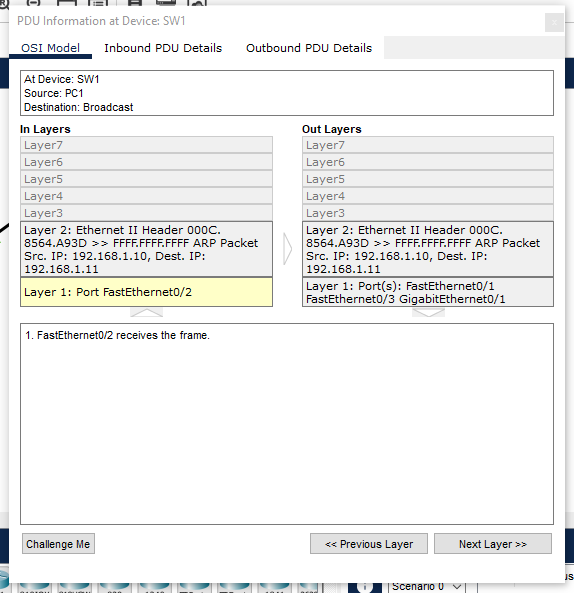 PDU Information at Device: SW1
x
OSI Model
Inbound PDU Details
Outbound PDU Details
At Device: SW1
Source: PC1
Destination: Broadcast
In Layers
Layer7
Layer6
Layer5
Layer4
Layer3
Layer 2: Ethernet II Header 000C.
8564.A93D >> FFFF.FFFF.FFFF ARP Packet
Src. IP: 192.168.1.10, Dest. IP:
192.168.1.11
Layer 1: Port FastEthernet0/2
Out Layers
Layer7
Layer6
Layer5
Layer4
Layer3
Layer 2: Ethernet II Header 000C.
8564.A93D >> FFFF.FFFF.FFFF ARP Packet
Src. IP: 192.168.1.10, Dest. IP:
192.168.1.11
Layer 1: Port(s): FastEthernet0/1
FastEthernet0/3 GigabitEthernet0/1
1. FastEthernet0/2 receives the frame.
Challenge Me
<< Previous Layer
Next Layer >>
Scenario 0